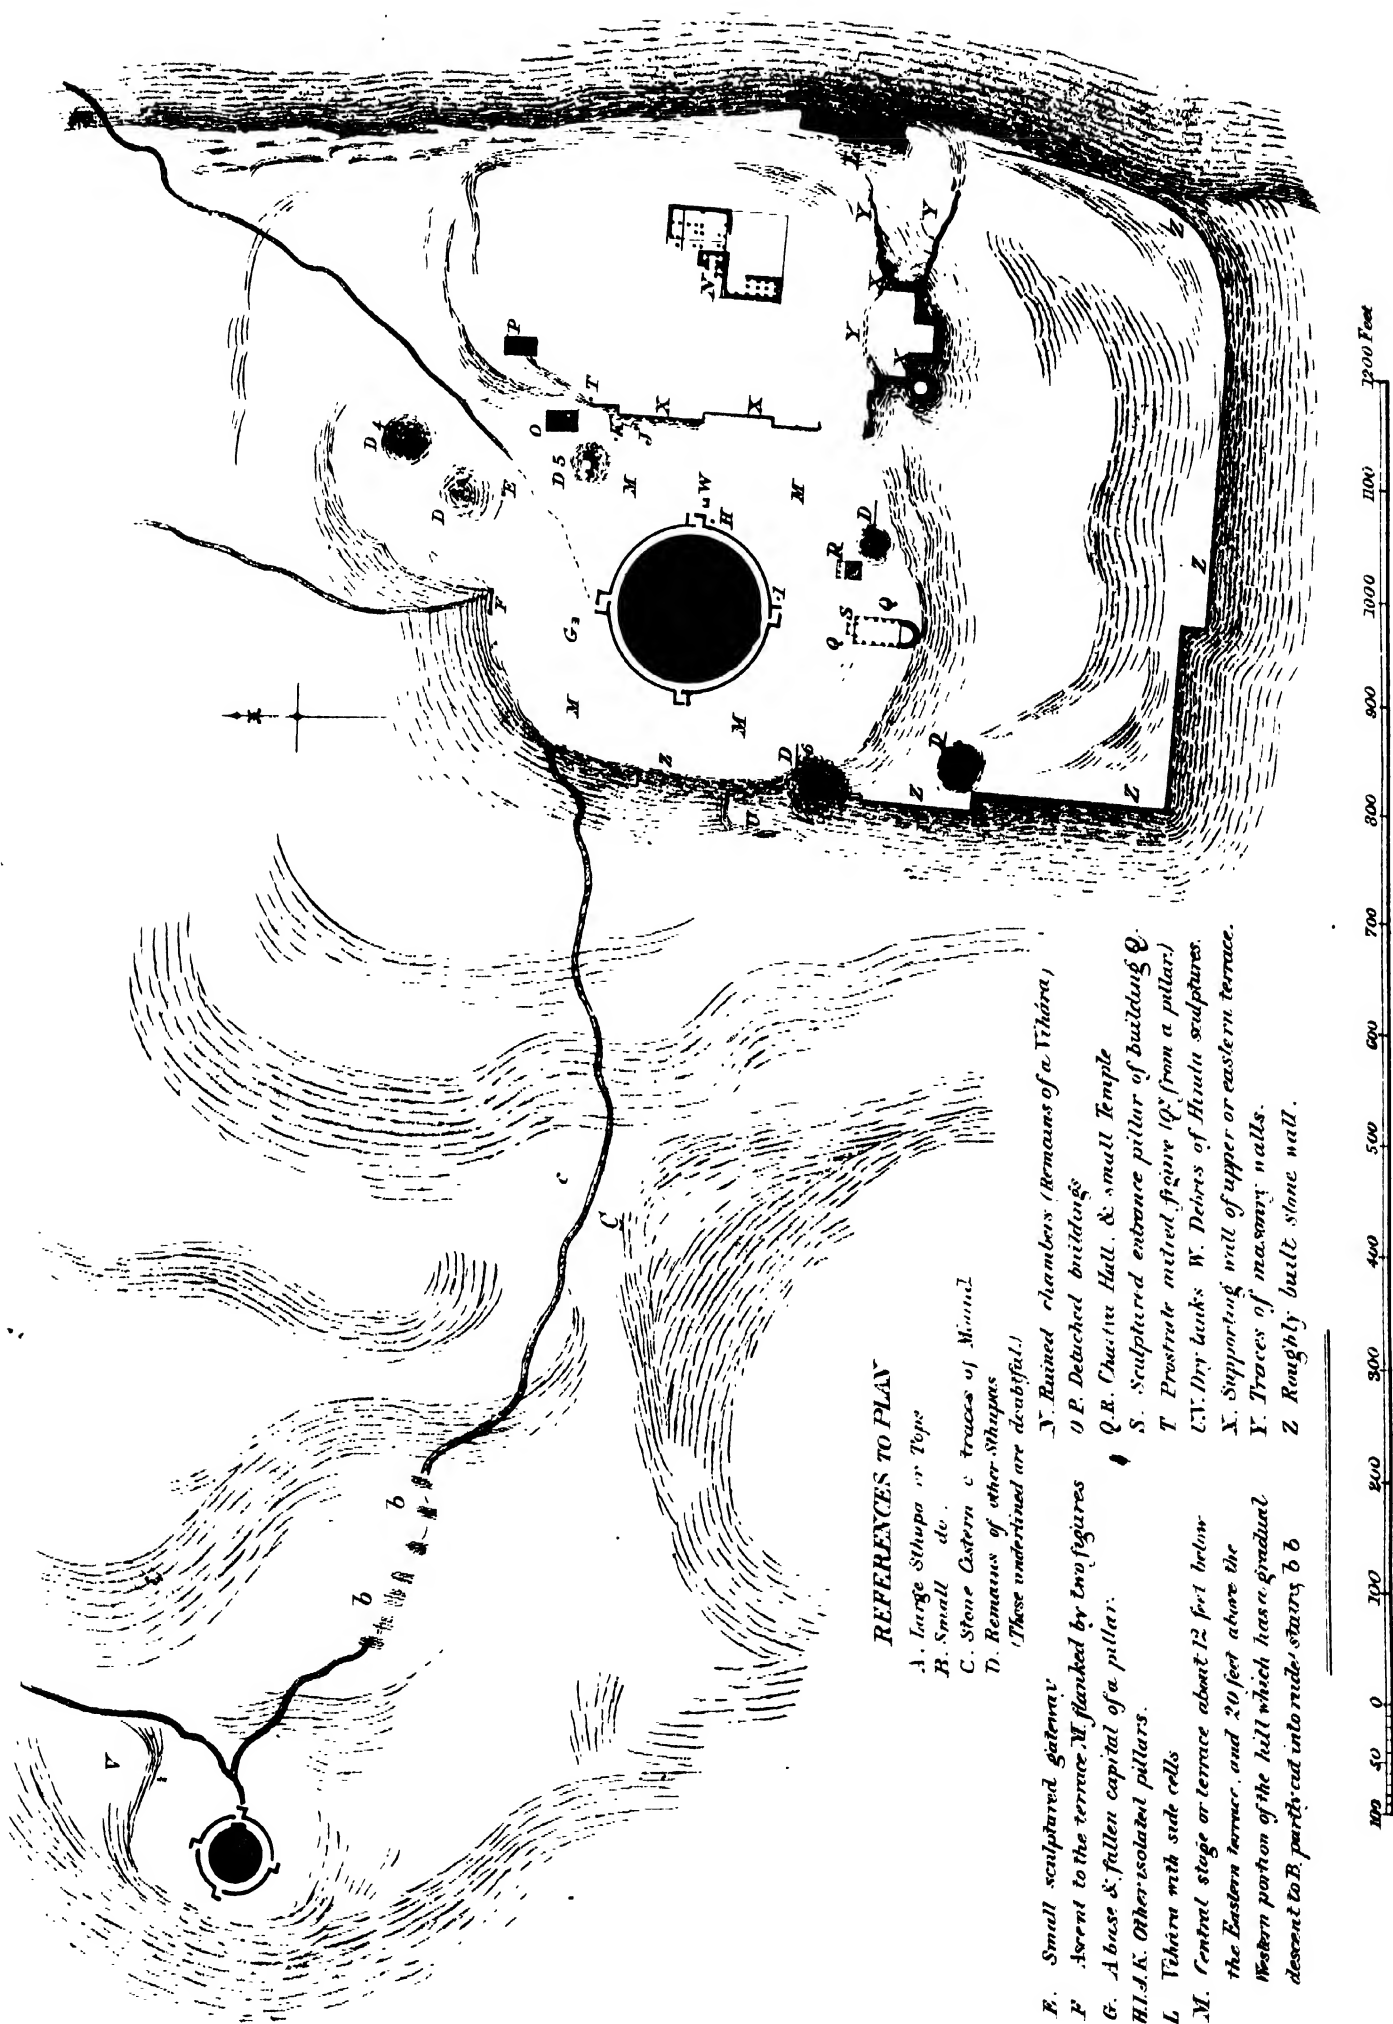 REFERENCES TO PLAN
A. Large Sthupa or Tope
B. Small do.
C. Stone Cistern c traces of Mound
D. Remains of other Sthupas
(Those underlined are doubtful.)
E. Small sculptured gateway
F Ascent to the terrace M flanked by two figures
G. A base & fallen capital of a pillar.
H.I.J.K. Other isolated pillars.
L Vihára with side cells
M. Central stage or terrace about 12 feet below
the Eastern terrace, and 20 feet above the
Western portion of the hill which has a gradual
descent to B, partly cut into rude stairs, b b
N Ruined chambers (Remains of a Vihára)
O P. Detached buildings
Q R. Chaitya Hall. & small Temple
S. Sculptured entrance pillar of building Q.
T Prostrate mitred figure (from a pillar.)
U.V. Dry tanks W. Debris of Hindu sculptures.
X. Supporting wall of upper or eastern terrace.
Y. Traces of masonry walls.
Z Roughly built stone wall.
100 50 0 100 200 300 400 500 600 700 800 900 1000 1100 1200 Feet
V
b
b
c
C
U
Z
D
6
Z
D
Z
M
M
G
F
I
Q
Q
S
R
D
H
W
M
M
D
E
D 4
D 5
O
P
T
K
J
X
X
N
Y
Y
Y
X
X
Z
Z